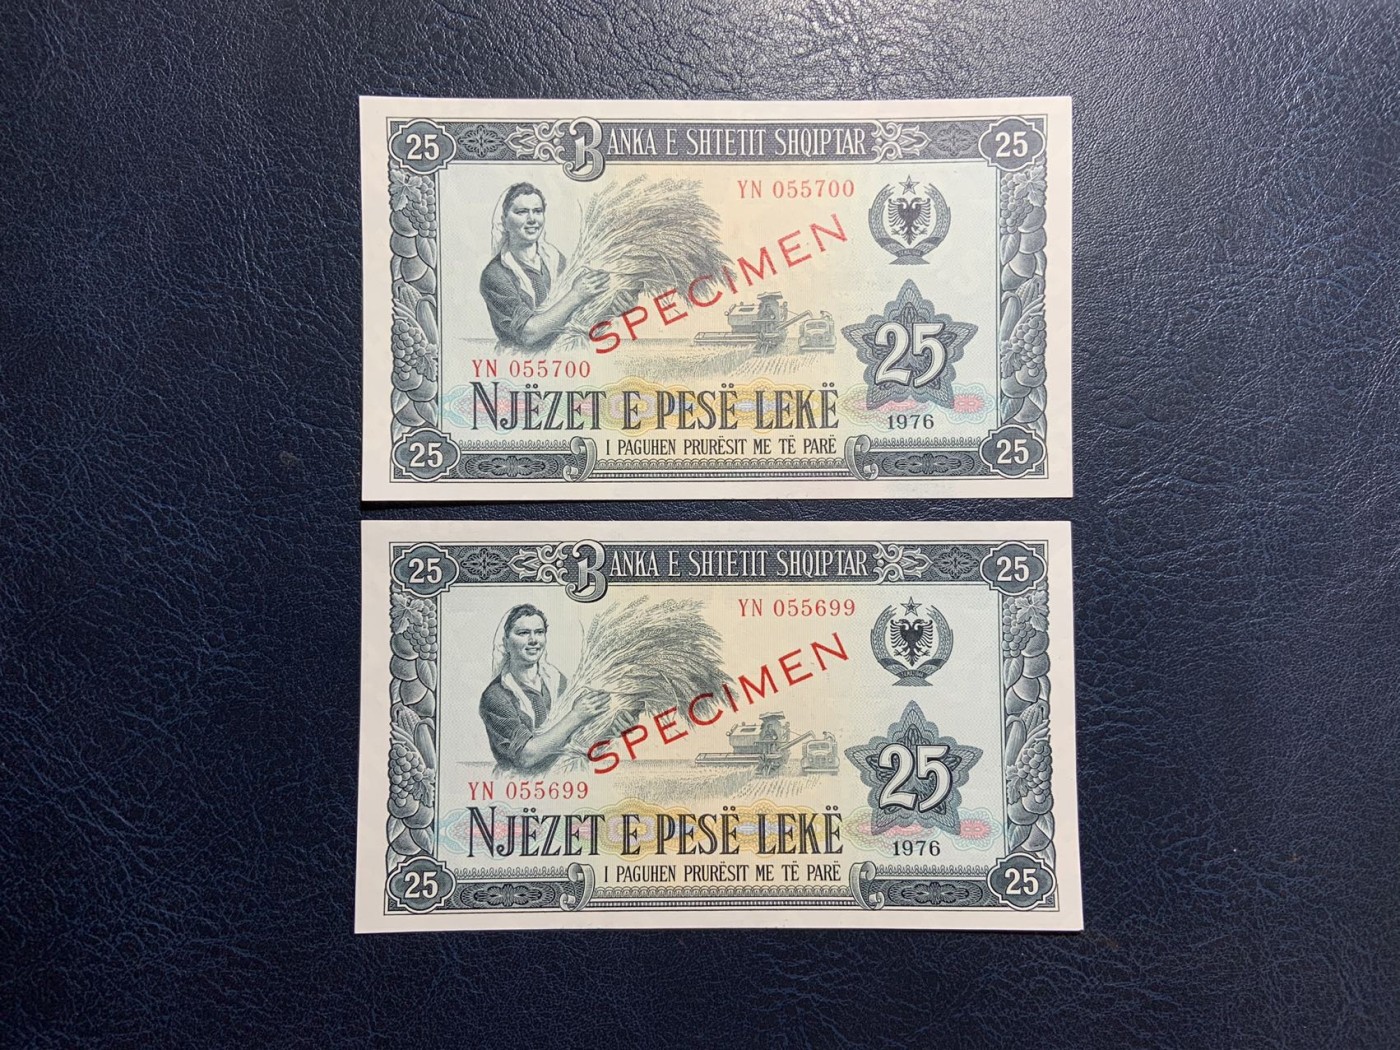 25 BANKA E SHTETIT SHQIPTAR 25
YN 055700
SPECIMEN
25
YN 055700
NJËZET E PESË LEKË
1976
25 I PAGUHEN PRURËSIT ME TË PARË 25
25 BANKA E SHTETIT SHQIPTAR 25
YN 055699
SPECIMEN
25
YN 055699
NJËZET E PESË LEKË
1976
25 I PAGUHEN PRURËSIT ME TË PARË 25